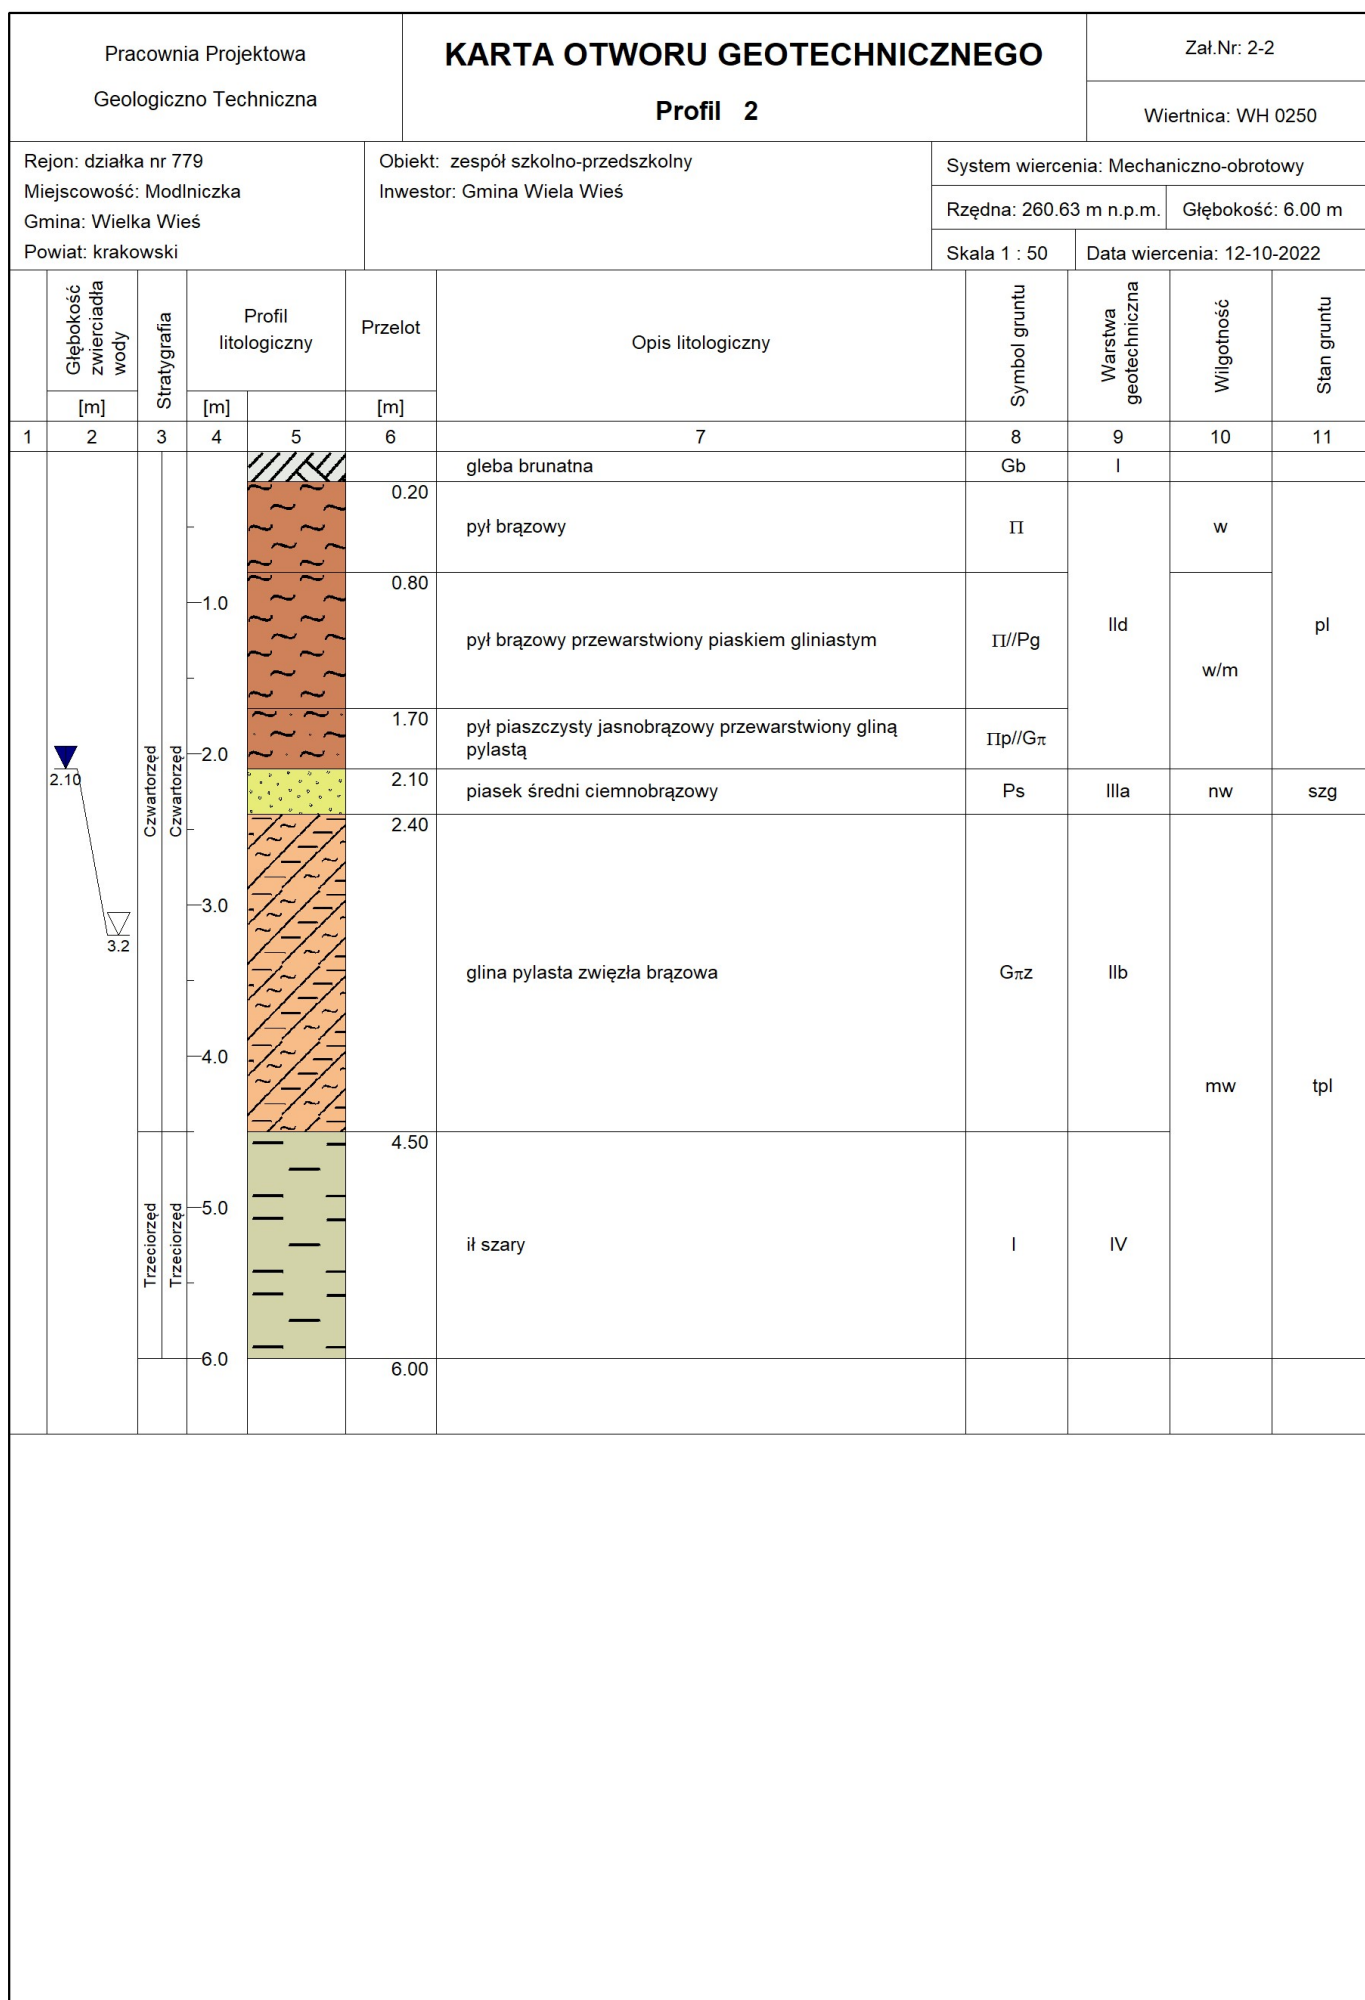 Pracownia Projektowa
Geologiczno Techniczna
KARTA OTWORU GEOTECHNICZNEGO
Profil 2
Zał.Nr: 2-2
Wiertnica: WH 0250
Rejon: działka nr 779
Miejscowość: Modlniczka
Gmina: Wielka Wieś
Powiat: krakowski
Obiekt: zespół szkolno-przedszkolny
Inwestor: Gmina Wiela Wieś
System wiercenia: Mechaniczno-obrotowy
Rzędna: 260.63 m n.p.m.
Głębokość: 6.00 m
Skala 1 : 50
Data wiercenia: 12-10-2022
Głębokość
zwierciadła
wody
[m]
Stratygrafia
Profil
litologiczny
[m]
Przelot
[m]
Opis litologiczny
Symbol gruntu
Warstwa
geotechniczna
Wilgotność
Stan gruntu
1 2 3 4 5 6 7 8 9 10 11
gleba brunatna Gb I
0.20
pył brązowy Π w
0.80
1.0
pył brązowy przewarstwiony piaskiem gliniastym Π//Pg
IId
pl
w/m
1.70
pył piaszczysty jasnobrązowy przewarstwiony gliną
pylastą
Πp//Gπ
2.0
2.10
2.10
piasek średni ciemnobrązowy Ps IIIa nw szg
2.40
Czwartorzęd
Czwartorzęd
3.0
3.2
glina pylasta zwięzła brązowa Gπz IIb
4.0
mw tpl
4.50
5.0
Trzeciorzęd
Trzeciorzęd
ił szary I IV
6.0
6.00